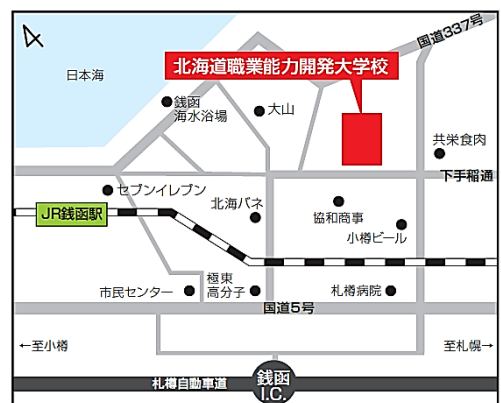 国道337号
日本海
北海道職業能力開発大学校
銭函
海水浴場
大山
共栄食肉
下手稲通
セブンイレブン
JR銭函駅
北海バネ
協和商事
小樽ビール
市民センター
極東
高分子
札樽病院
国道5号
←至小樽
至札幌→
札樽自動車道
銭函
I.C.